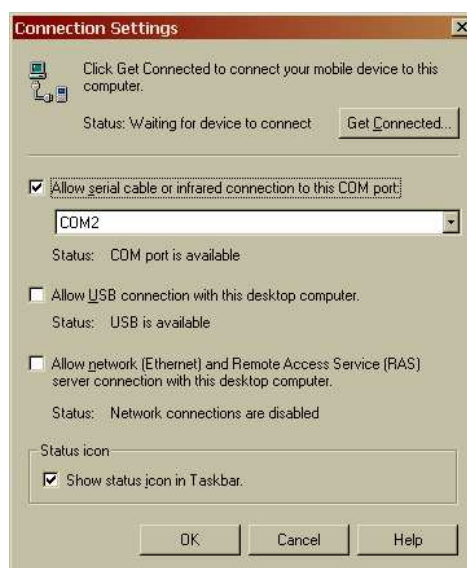 Connection Settings
Click Get Connected to connect your mobile device to this
computer.
Status: Waiting for device to connect
Get Connected...
Allow serial cable or infrared connection to this COM port:
COM2
Status: COM port is available
Allow USB connection with this desktop computer.
Status: USB is available
Allow network (Ethernet) and Remote Access Service (RAS)
server connection with this desktop computer.
Status: Network connections are disabled
Status icon
Show status icon in Taskbar.
OK Cancel Help